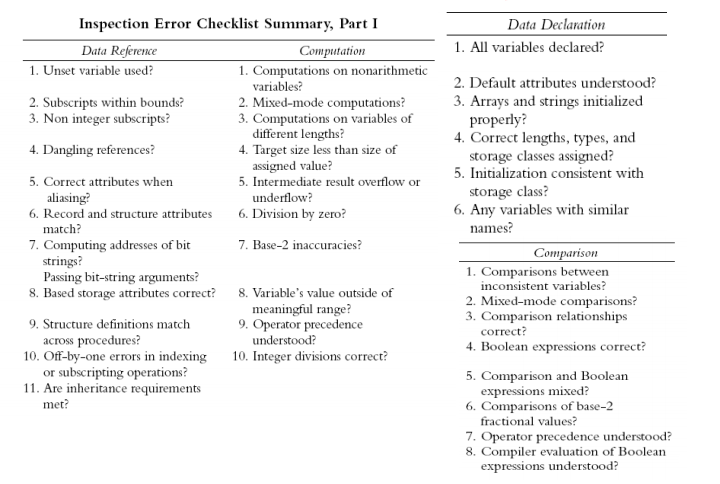 Inspection Error Checklist Summary, Part I
Data Reference
1. Unset variable used?
2. Subscripts within bounds?
3. Non integer subscripts?
4. Dangling references?
5. Correct attributes when
aliasing?
6. Record and structure attributes
match?
7. Computing addresses of bit
strings?
Passing bit-string arguments?
8. Based storage attributes correct?
9. Structure definitions match
across procedures?
10. Off-by-one errors in indexing
or subscripting operations?
11. Are inheritance requirements
met?
Computation
1. Computations on nonarithmetic
variables?
2. Mixed-mode computations?
3. Computations on variables of
different lengths?
4. Target size less than size of
assigned value?
5. Intermediate result overflow or
underflow?
6. Division by zero?
7. Base-2 inaccuracies?
8. Variable's value outside of
meaningful range?
9. Operator precedence
understood?
10. Integer divisions correct?
Data Declaration
1. All variables declared?
2. Default attributes understood?
3. Arrays and strings initialized
properly?
4. Correct lengths, types, and
storage classes assigned?
5. Initialization consistent with
storage class?
6. Any variables with similar
names?
Comparison
1. Comparisons between
inconsistent variables?
2. Mixed-mode comparisons?
3. Comparison relationships
correct?
4. Boolean expressions correct?
5. Comparison and Boolean
expressions mixed?
6. Comparisons of base-2
fractional values?
7. Operator precedence understood?
8. Compiler evaluation of Boolean
expressions understood?